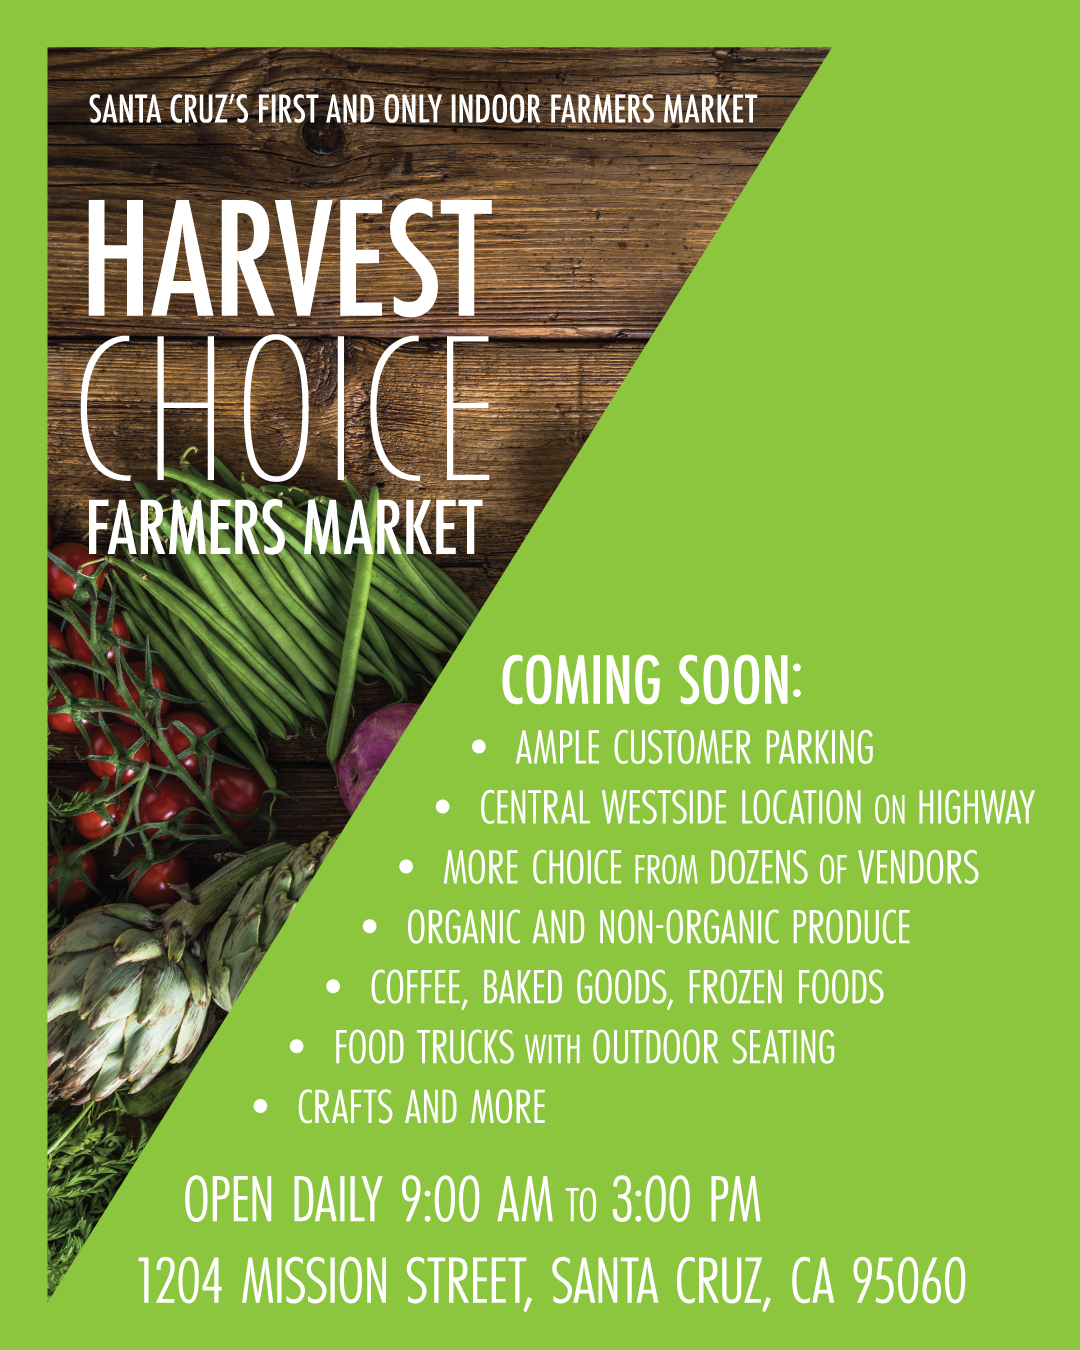 SANTA CRUZ'S FIRST AND ONLY INDOOR FARMERS MARKET
HARVEST
CHOICE
FARMERS MARKET
COMING SOON:
• AMPLE CUSTOMER PARKING
• CENTRAL WESTSIDE LOCATION ON HIGHWAY
• MORE CHOICE FROM DOZENS OF VENDORS
• ORGANIC AND NON-ORGANIC PRODUCE
• COFFEE, BAKED GOODS, FROZEN FOODS
• FOOD TRUCKS WITH OUTDOOR SEATING
• CRAFTS AND MORE
OPEN DAILY 9:00 AM TO 3:00 PM
1204 MISSION STREET, SANTA CRUZ, CA 95060